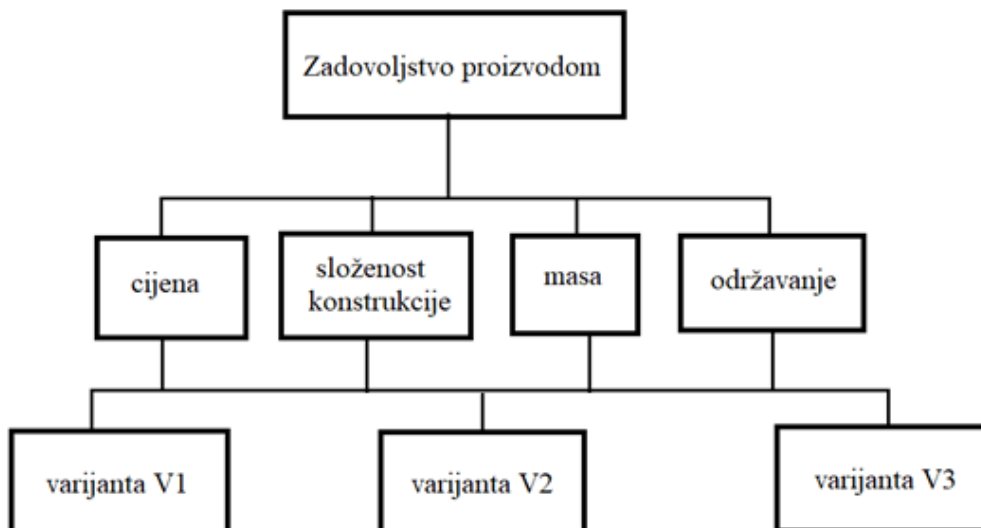 Zadovoljstvo proizvodom
cijena
složenost
konstrukcije
masa
održavanje
varijanta V1
varijanta V2
varijanta V3